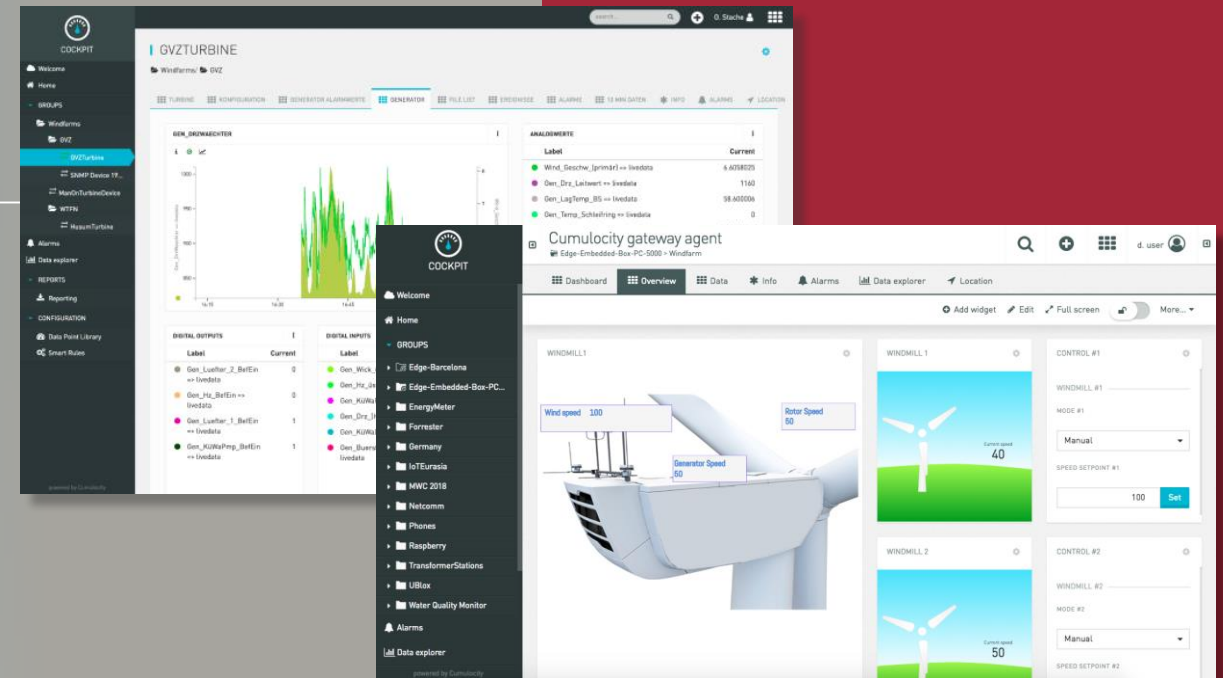 Search...
O. Stache
COCKPIT
Welcome
Home
GROUPS
Windfarms
GVZ
GVZTurbine
SNMP Device 19...
ManOnTurbineDevice
WTFN
HusumTurbine
Alarms
Data explorer
REPORTS
Reporting
CONFIGURATION
Data Point Library
Smart Rules
powered by Cumulocity
GVZTURBINE
Windfarms/ GVZ
TURBINE
KONFIGURATION
GENERATOR
FILE LIST
EREIGNISSE
ALARME
10 MIN DATEN
INFO
ALARMS
LOCATION
GEN_DRZWAECHTER
16:15
16:30
16:45
ANALOGWERTE
Label Current
Wind_Geschw_(primär) => livedata 6.6058025
Gen_Drz_Leitwert => livedata 1160
Gen_LagTemp_BS => livedata 58.600006
Gen_Temp_Schleifring => livedata 0
DIGITAL OUTPUTS
Label Current
Gen_Luefter_2_BefEin 0
=> livedata
Gen_Hz_BefEin => 0
livedata
Gen_Luefter_1_BefEin 1
=> livedata
Gen_KüWaPmp_BefEin 1
=> livedata
DIGITAL INPUTS
Label
livedata
COCKPIT
Welcome
Home
GROUPS
Edge-Barcelona
Edge-Embedded-Box-PC...
EnergyMeter
Forrester
Germany
IoTEurasia
MWC 2018
Netcomm
Phones
Raspberry
TransformerStations
UBlox
Water Quality Monitor
Alarms
Data explorer
powered by Cumulocity
Cumulocity gateway agent
Edge-Embedded-Box-PC-5000 > Windfarm
d. user
Dashboard
Overview
Data
Info
Alarms
Data explorer
Location
Add widget
Edit
Full screen
More...
WINDMILL1
Wind speed 100
Rotor Speed
50
Generator Speed
50
WINDMILL 1
Current speed
40
CONTROL #1
WINDMILL #1
MODE #1
Manual
SPEED SETPOINT #1
100 Set
WINDMILL 2
Current speed
50
CONTROL #2
WINDMILL #2
MODE #2
Manual
SPEED SETPOINT #2